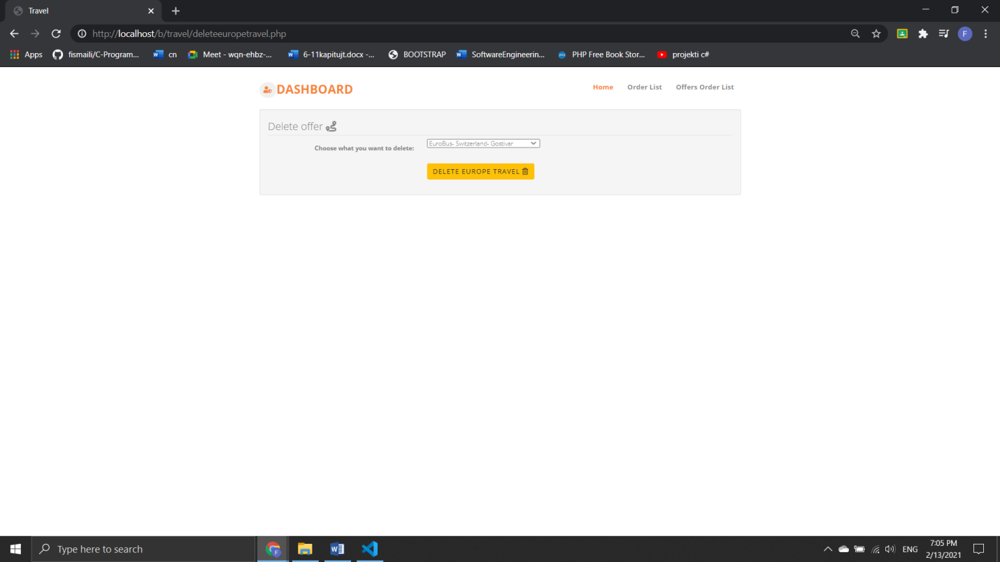 Travel
http://localhost/b/travel/deleteeuropetravel.php
Apps fismaili/C-Program... cn Meet - wqn-ehbz-... 6-11kapitujt.docx -... BOOTSTRAP SoftwareEngineerin... PHP Free Book Stor... projekti c#
DASHBOARD Home Order List Offers Order List
Delete offer
Choose what you want to delete: EuroBus- Switzerland- Gostivar
DELETE EUROPE TRAVEL
Type here to search
ENG
7:05 PM
2/13/2021